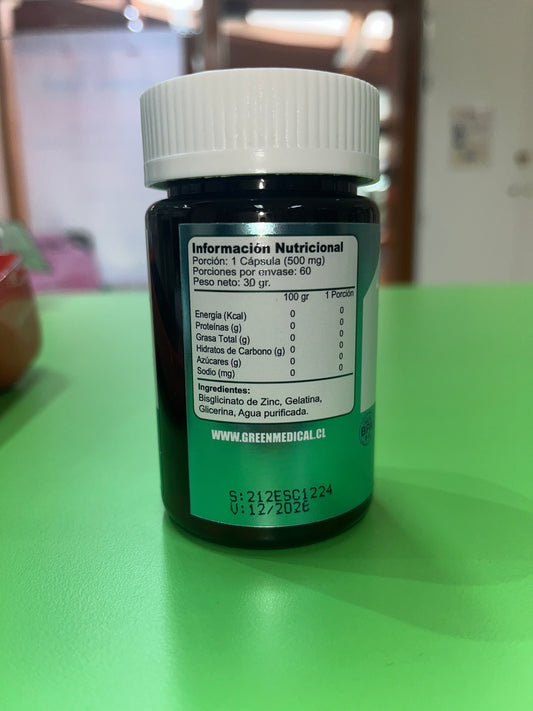 Información Nutricional
Porción: 1 Cápsula (500 mg)
Porciones por envase: 60
Peso neto: 30 gr.
100 gr 1 Porción
Energía (Kcal) 0 0
Proteínas (g) 0 0
Grasa Total (g) 0 0
Hidratos de Carbono (g) 0 0
Azúcares (g) 0 0
Sodio (mg) 0 0
Ingredientes:
Bisglicinato de Zinc, Gelatina,
Glicerina, Agua purificada.
WWW.GREENMEDICAL.CL
S:212ESC1224
V:12/2026